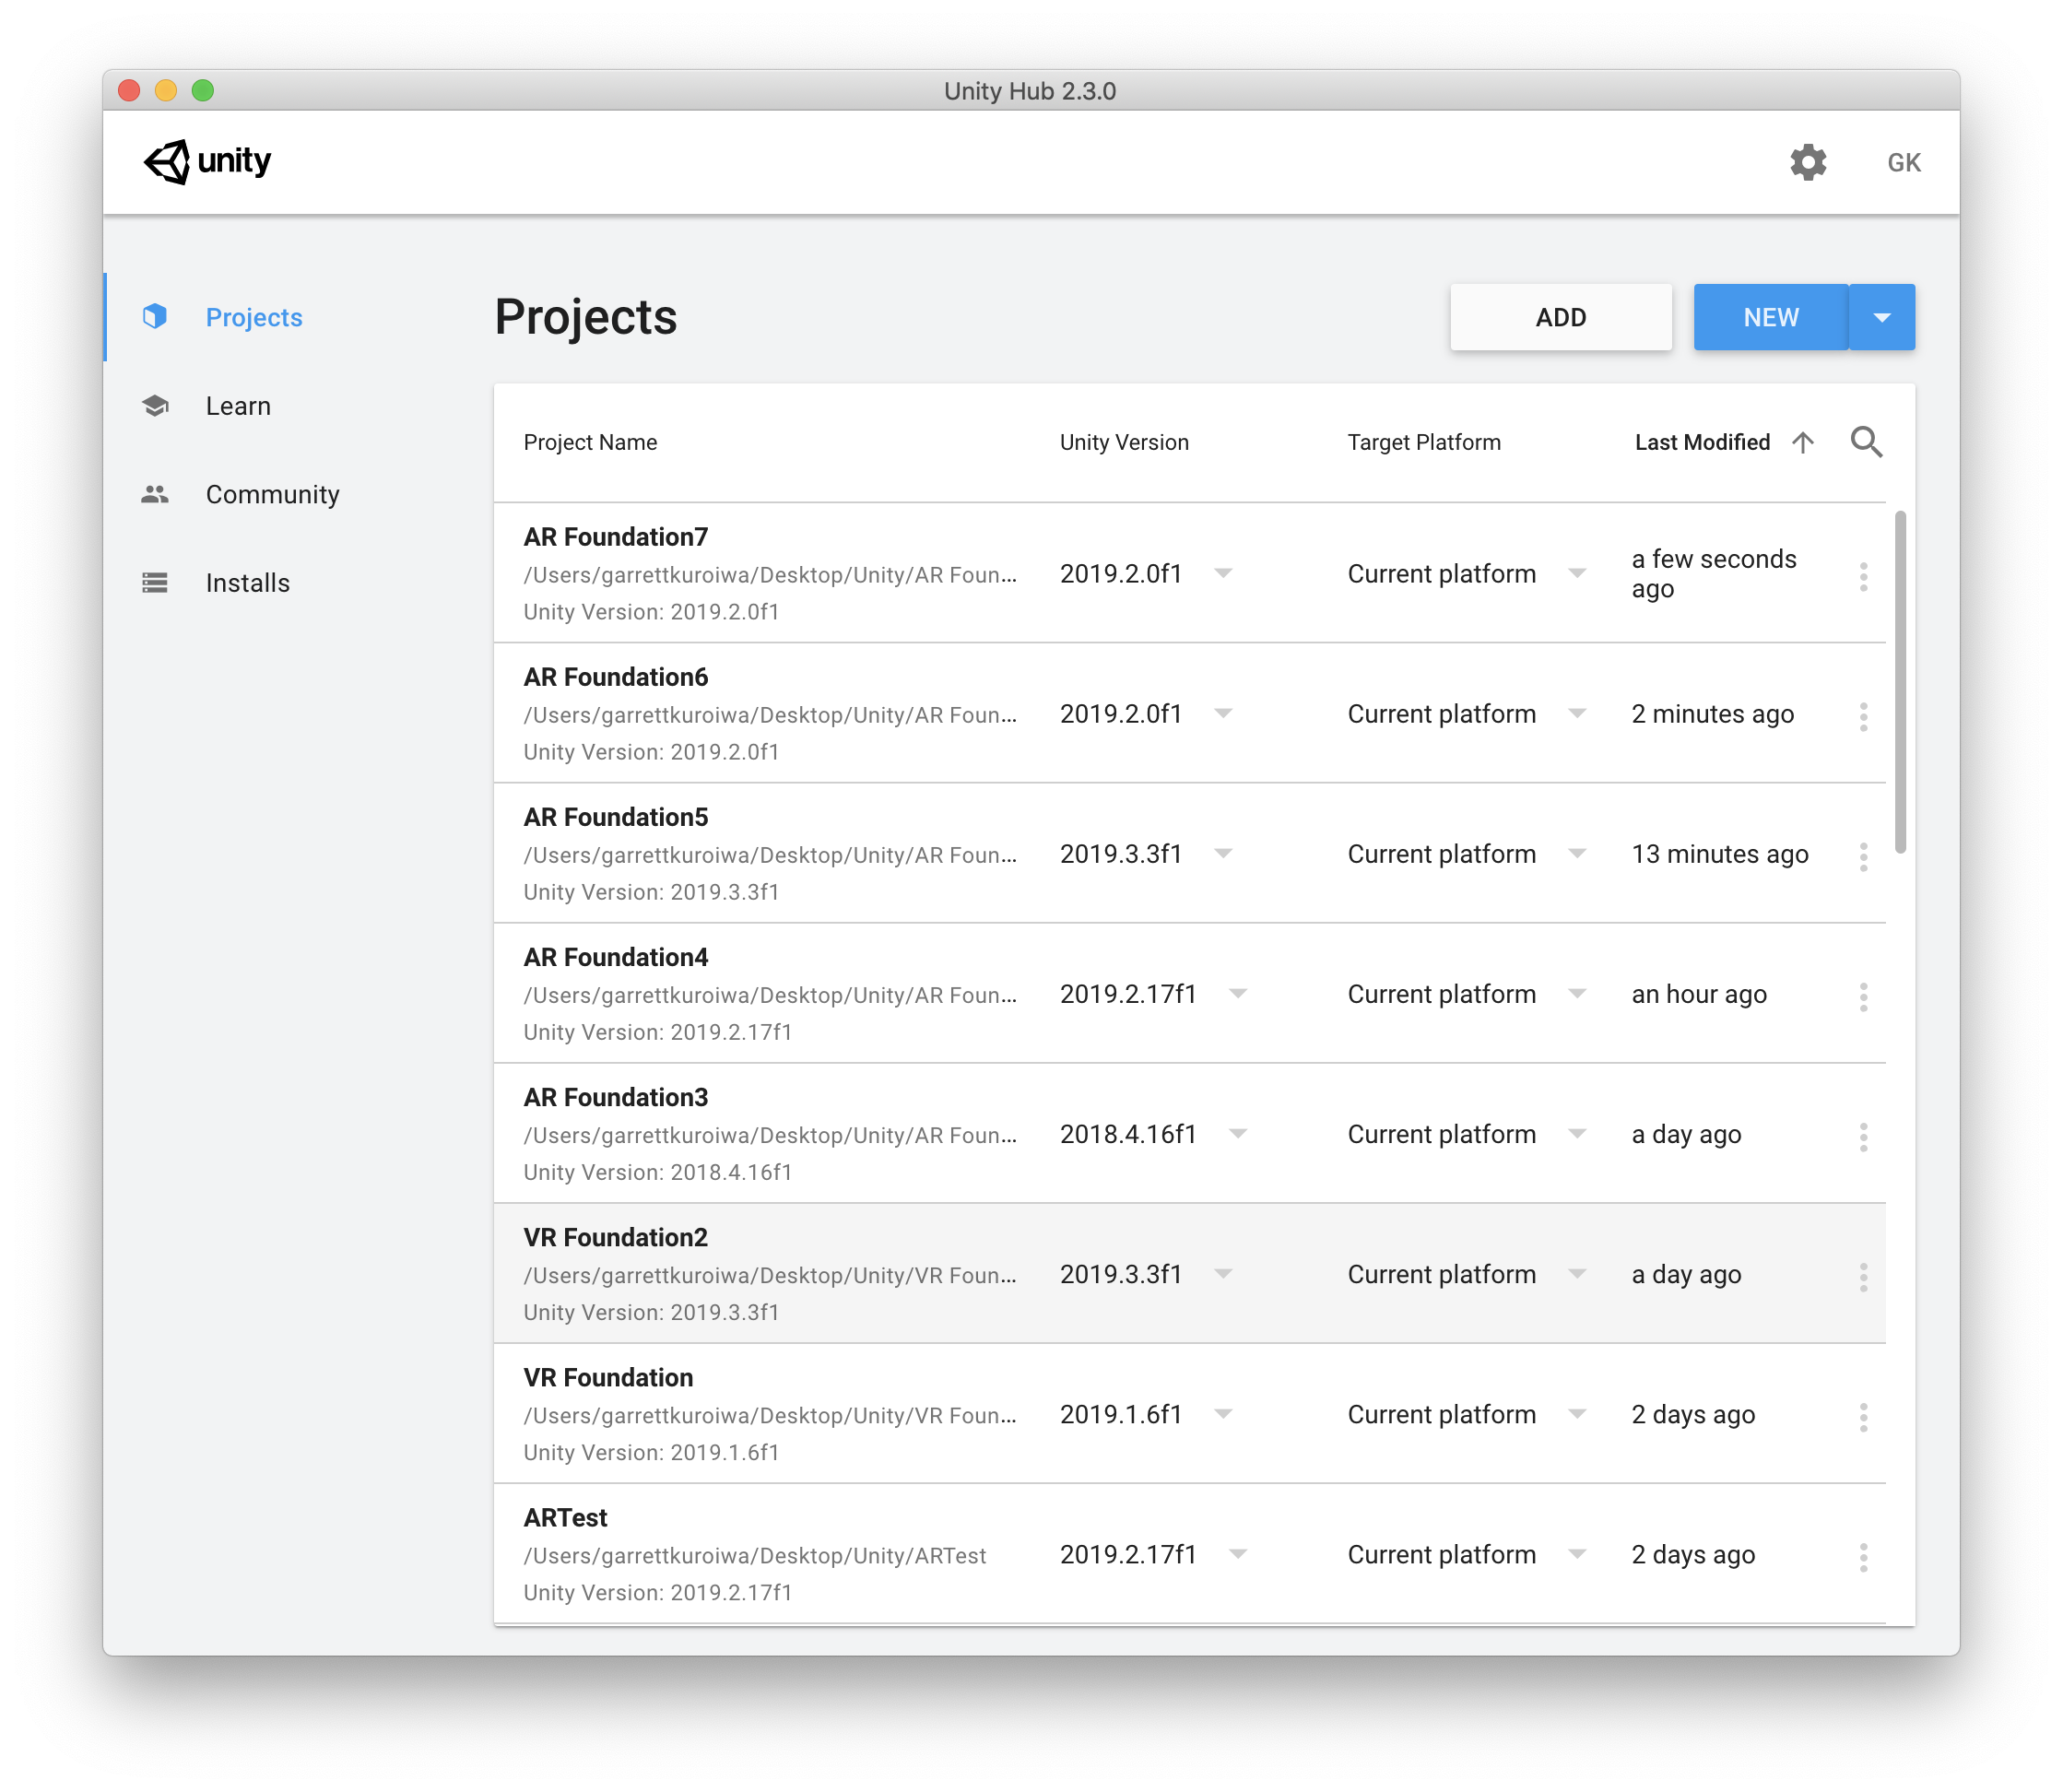 Unity Hub 2.3.0
unity
GK
Projects
Learn
Community
Installs
Projects
ADD
NEW
Project Name Unity Version Target Platform Last Modified
AR Foundation7
/Users/garrettkuroiwa/Desktop/Unity/AR Foun...
Unity Version: 2019.2.0f1
2019.2.0f1
Current platform
a few seconds
ago
AR Foundation6
/Users/garrettkuroiwa/Desktop/Unity/AR Foun...
Unity Version: 2019.2.0f1
2019.2.0f1
Current platform
2 minutes ago
AR Foundation5
/Users/garrettkuroiwa/Desktop/Unity/AR Foun...
Unity Version: 2019.3.3f1
2019.3.3f1
Current platform
13 minutes ago
AR Foundation4
/Users/garrettkuroiwa/Desktop/Unity/AR Foun...
Unity Version: 2019.2.17f1
2019.2.17f1
Current platform
an hour ago
AR Foundation3
/Users/garrettkuroiwa/Desktop/Unity/AR Foun...
Unity Version: 2018.4.16f1
2018.4.16f1
Current platform
a day ago
VR Foundation2
/Users/garrettkuroiwa/Desktop/Unity/VR Foun...
Unity Version: 2019.3.3f1
2019.3.3f1
Current platform
a day ago
VR Foundation
/Users/garrettkuroiwa/Desktop/Unity/VR Foun...
Unity Version: 2019.1.6f1
2019.1.6f1
Current platform
2 days ago
ARTest
/Users/garrettkuroiwa/Desktop/Unity/ARTest
Unity Version: 2019.2.17f1
2019.2.17f1
Current platform
2 days ago